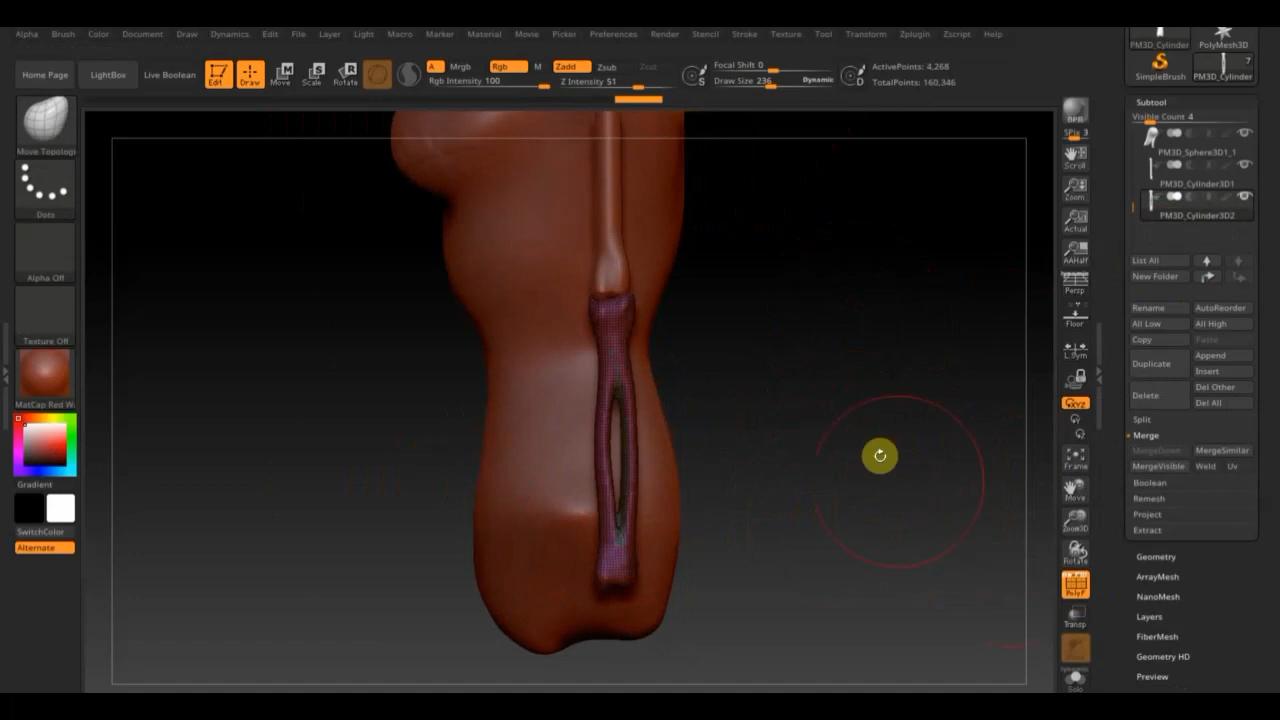 Alpha Brush Color Document Draw Dynamics Edit File Layer Light Macro Marker Material Movie Picker Preferences Render Stencil Stroke Texture Tool Transform Zplugin Zscript Help
Home Page LightBox Live Boolean Edit Draw Move Scale Rotate
A Mrgb Rgb M Zadd Zsub Zcut
Rgb Intensity 100 Z Intensity 51
Focal Shift 0
Draw Size 236 Dynamic
ActivePoints: 4,268
TotalPoints: 160,346
S
D
Move Topologi
Dots
Alpha Off
Texture Off
MatCap Red W
Gradient
SwitchColor
Alternate
BPR
SPix 3
Scroll
Zoom
Actual
AAHalf
Dynamic
Persp
Floor
L.Sym
XYZ
Frame
Move
Zoom3D
Rotate
PolyF
Transp
Dynamic
Solo
PM3D_Cylinder PolyMesh3D
7
SimpleBrush PM3D_Cylinder
Subtool
Visible Count 4
PM3D_Sphere3D1_1
PM3D_Cylinder3D1
PM3D_Cylinder3D2
List All
New Folder
Rename AutoReorder
All Low All High
Copy Paste
Duplicate Append
Insert
Delete Del Other
Del All
Split
Merge
MergeDown MergeSimilar
MergeVisible Weld Uv
Boolean
Remesh
Project
Extract
Geometry
ArrayMesh
NanoMesh
Layers
FiberMesh
Geometry HD
Preview